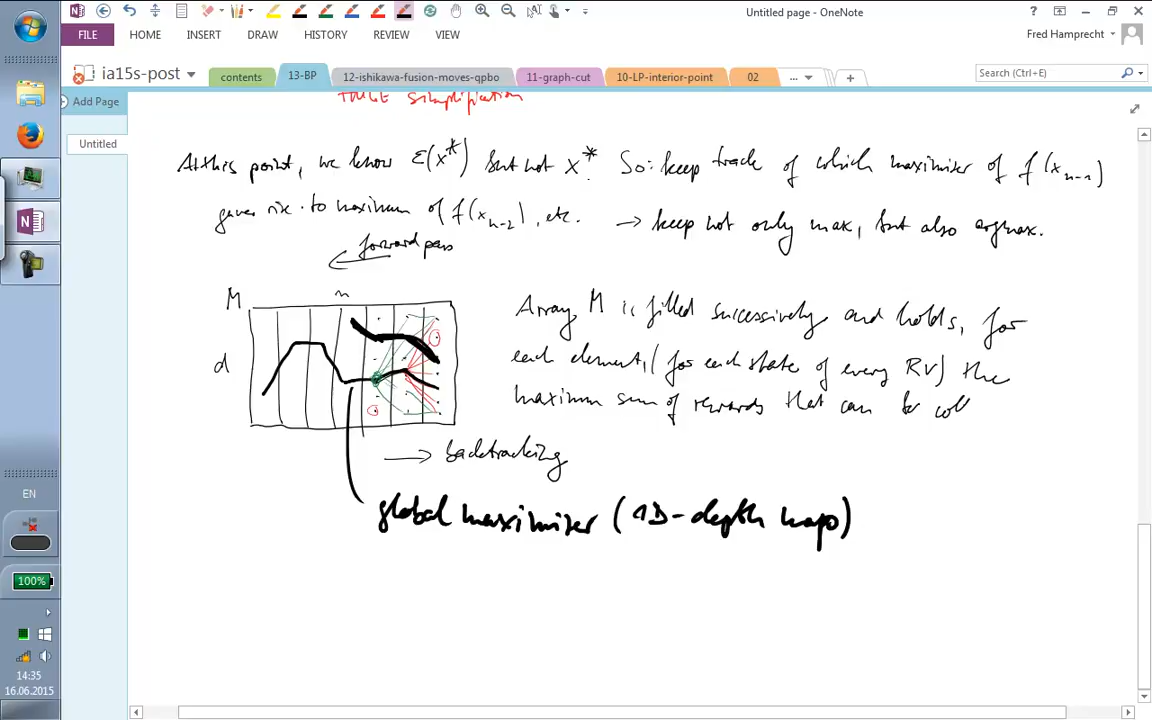 Untitled page - OneNote
FILE HOME INSERT DRAW HISTORY REVIEW VIEW
Fred Hamprecht
ia15s-post contents 13-BP 12-ishikawa-fusion-moves-qpbo 11-graph-cut 10-LP-interior-point 02 ...
Search (Ctrl+E)
Add Page
Untitled
simplification
At this point, we know E(x*) but not x* So: keep track of which maximizer of f(x_{n-1})
gave rise to maximum of f(x_{n-2}), etc. → keep not only max, but also argmax.
forward pass
M n
d
Array M is filled successively and holds, for
each element, (for each state of every RV) the
maximum sum of rewards that can be coll
→ backtracking
global maximizer (1D-depth map)
EN
100%
14:35
16.06.2015